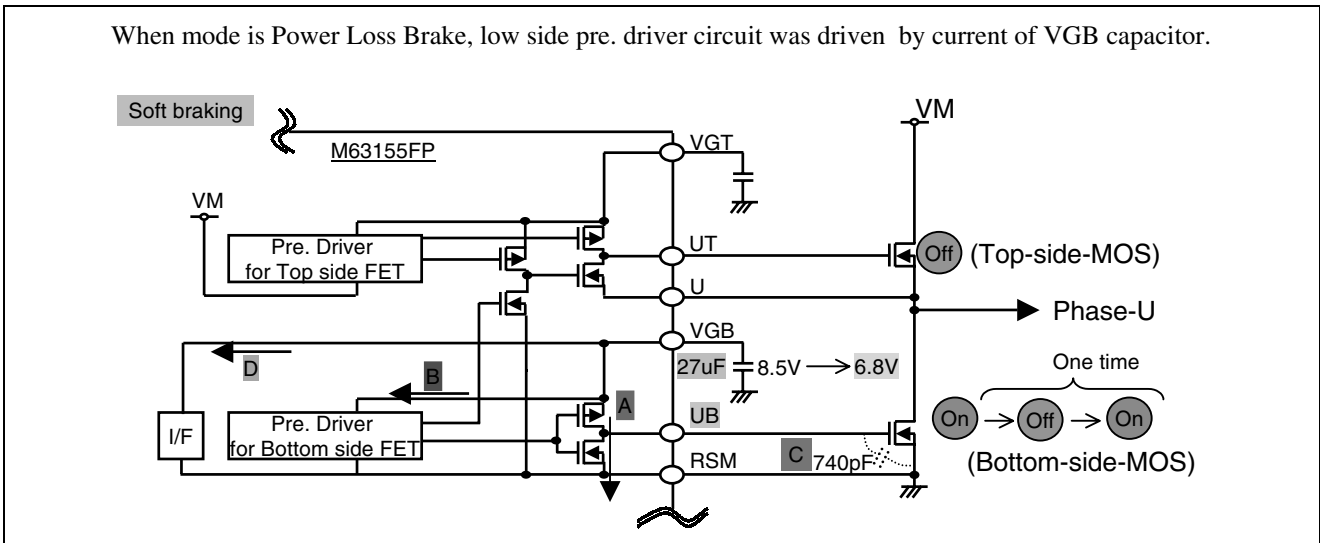 When mode is Power Loss Brake, low side pre. driver circuit was driven by current of VGB capacitor.
Soft braking
M63155FP
VM
VGT
VM
Pre. Driver
for Top side FET
UT
Off
(Top-side-MOS)
U
Phase-U
VGB
D
27uF
8.5V
6.8V
One time
B
A
I/F
Pre. Driver
for Bottom side FET
UB
On
Off
On
C
740pF
(Bottom-side-MOS)
RSM